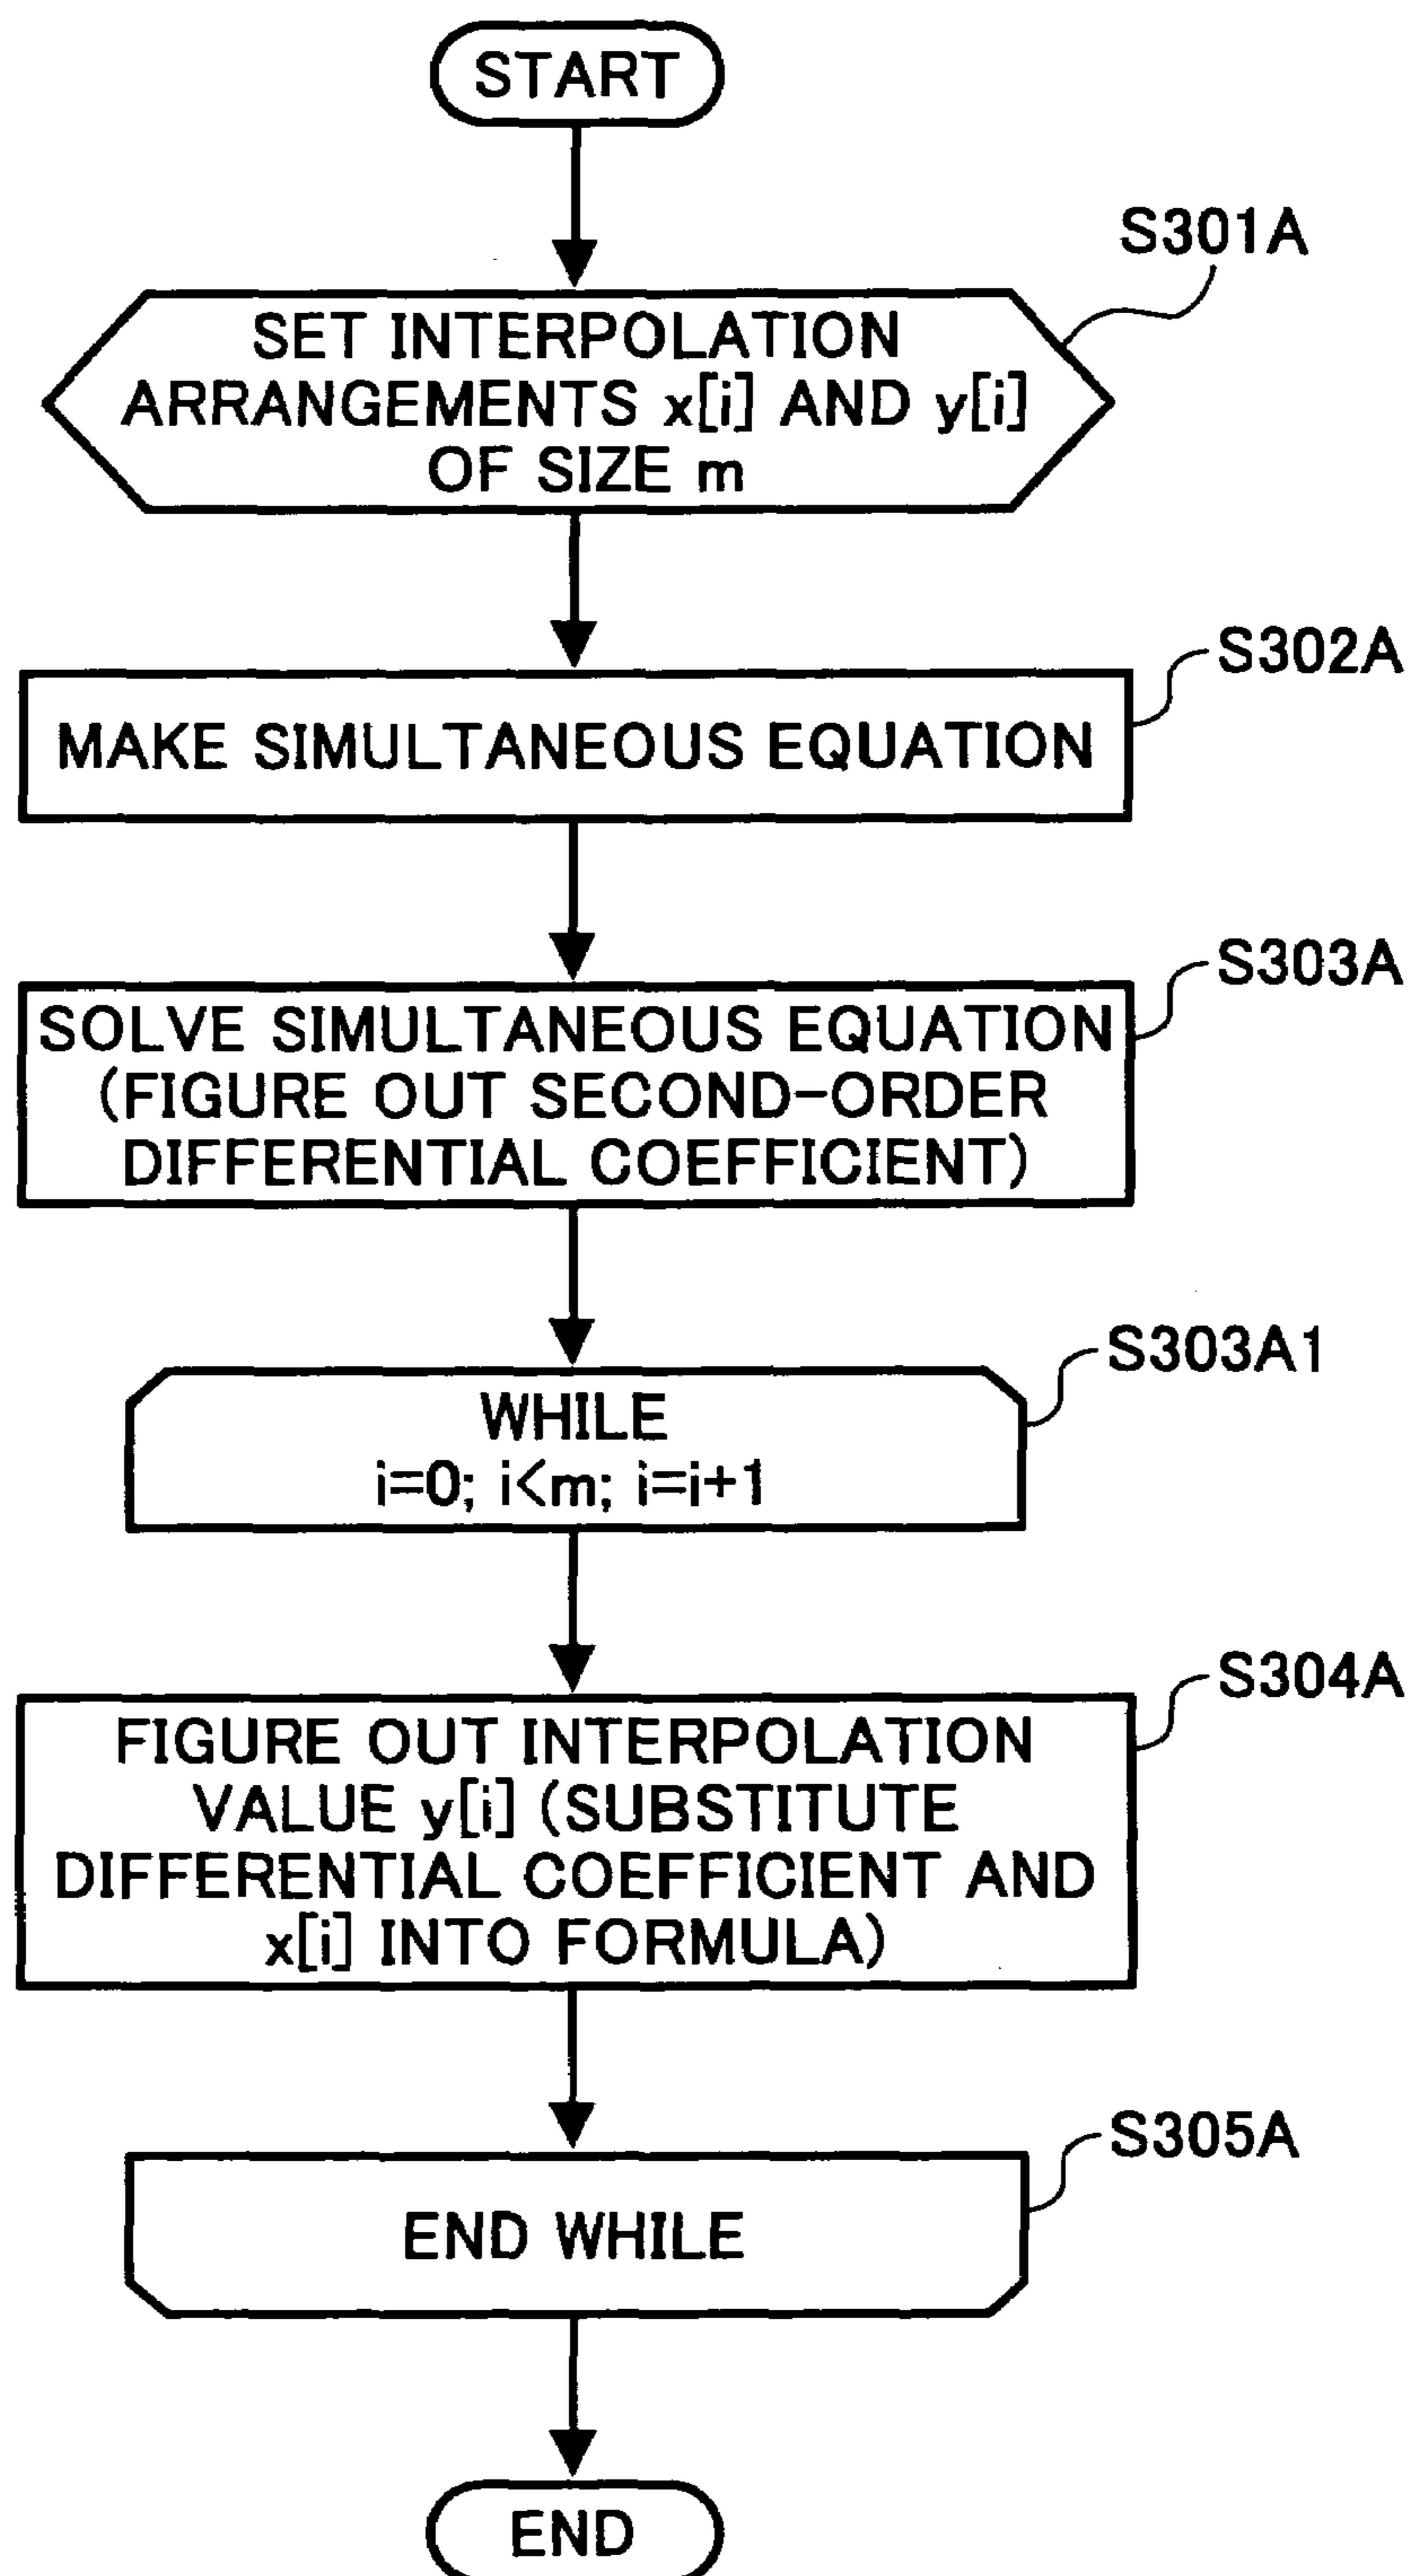 START
S301A
SET INTERPOLATION
ARRANGEMENTS x[i] AND y[i]
OF SIZE m
S302A
MAKE SIMULTANEOUS EQUATION
S303A
SOLVE SIMULTANEOUS EQUATION
(FIGURE OUT SECOND-ORDER
DIFFERENTIAL COEFFICIENT)
S303A1
WHILE
i=0; i<m; i=i+1
S304A
FIGURE OUT INTERPOLATION
VALUE y[i] (SUBSTITUTE
DIFFERENTIAL COEFFICIENT AND
x[i] INTO FORMULA)
S305A
END WHILE
END